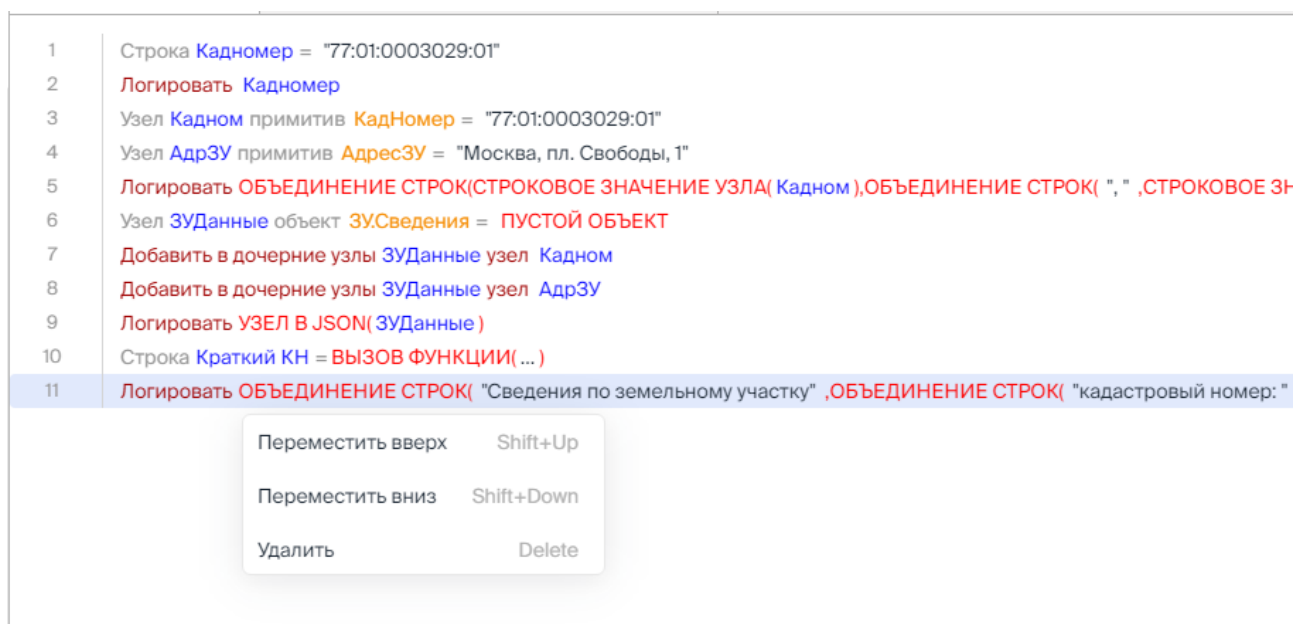 1 Строка Кадномер = "77:01:0003029:01"
2 Логировать Кадномер
3 Узел Кадном примитив КадНомер = "77:01:0003029:01"
4 Узел АдрЗУ примитив АдресЗУ = "Москва, пл. Свободы, 1"
5 Логировать ОБЪЕДИНЕНИЕ СТРОК(СТРОКОВОЕ ЗНАЧЕНИЕ УЗЛА( Кадном ),ОБЪЕДИНЕНИЕ СТРОК( ", " ,СТРОКОВОЕ ЗН
6 Узел ЗУДанные объект ЗУ.Сведения = ПУСТОЙ ОБЪЕКТ
7 Добавить в дочерние узлы ЗУДанные узел Кадном
8 Добавить в дочерние узлы ЗУДанные узел АдрЗУ
9 Логировать УЗЕЛ В JSON( ЗУДанные )
10 Строка Краткий КН = ВЫЗОВ ФУНКЦИИ( ... )
11 Логировать ОБЪЕДИНЕНИЕ СТРОК( "Сведения по земельному участку" ,ОБЪЕДИНЕНИЕ СТРОК( "кадастровый номер: "
Переместить вверх Shift+Up
Переместить вниз Shift+Down
Удалить Delete